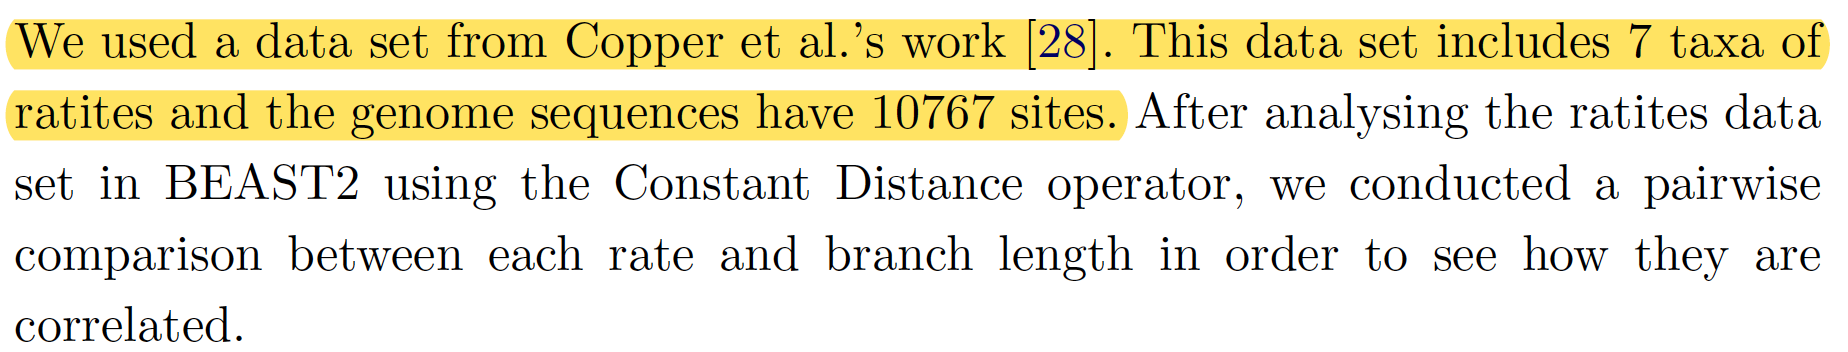 We used a data set from Copper et al.'s work [28]. This data set includes 7 taxa of
ratites and the genome sequences have 10767 sites. After analysing the ratites data
set in BEAST2 using the Constant Distance operator, we conducted a pairwise
comparison between each rate and branch length in order to see how they are
correlated.